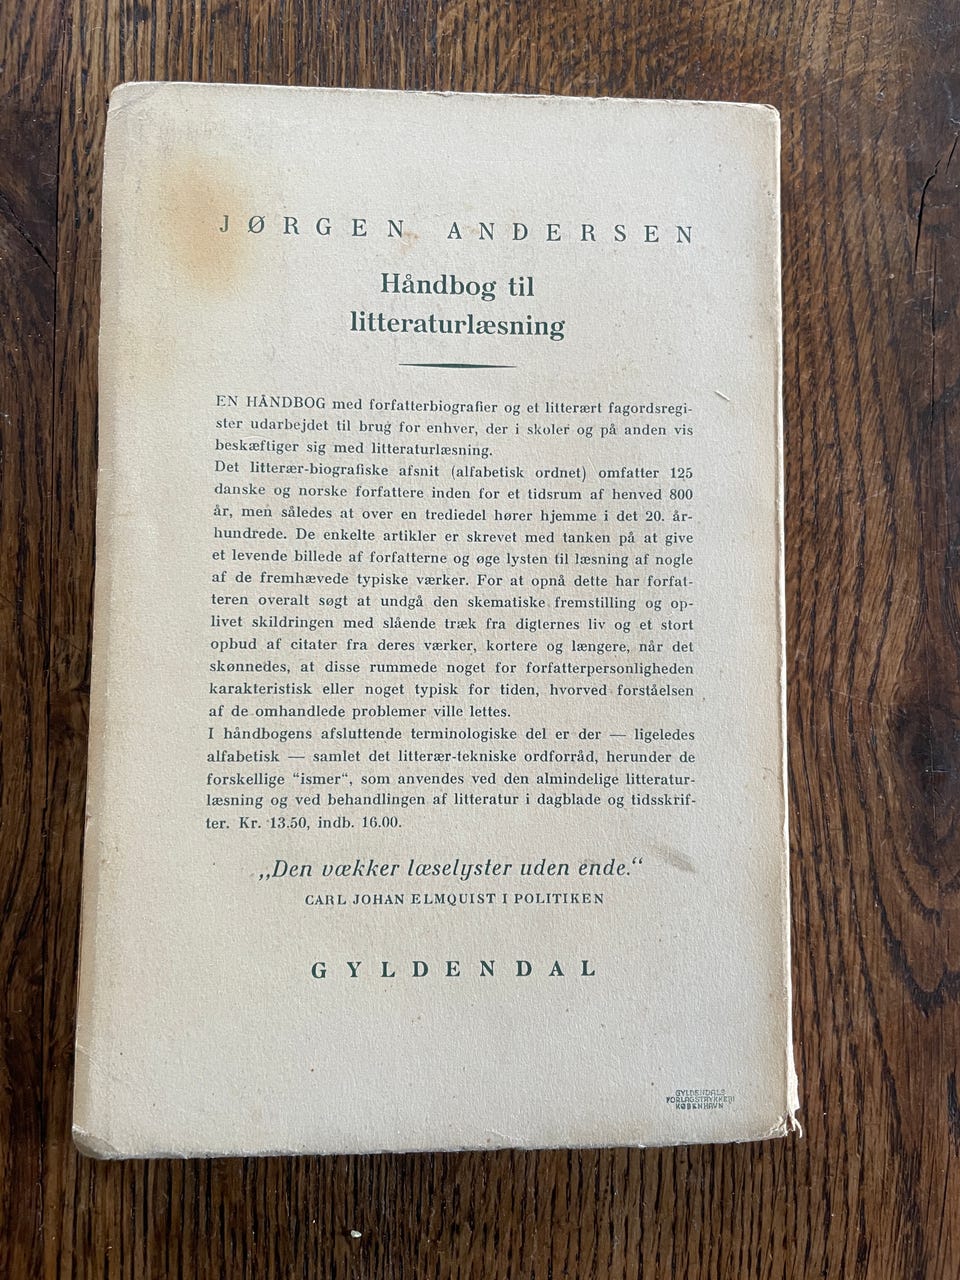 JØRGEN ANDERSEN
Håndbog til
litteraturlæsning
EN HÅNDBOG med forfatterbiografier og et litterært fagordsregi-
ster udarbejdet til brug for enhver, der i skoler og på anden vis
beskæftiger sig med litteraturlæsning.
Det litterær-biografiske afsnit (alfabetisk ordnet) omfatter 125
danske og norske forfattere inden for et tidsrum af henved 800
år, men således at over en trediedel hører hjemme i det 20. år-
hundrede. De enkelte artikler er skrevet med tanken på at give
et levende billede af forfatterne og øge lysten til læsning af nogle
af de fremhævede typiske værker. For at opnå dette har forfat-
teren overalt søgt at undgå den skematiske fremstilling og op-
livet skildringen med slående træk fra digternes liv og et stort
opbud af citater fra deres værker, kortere og længere, når det
skønnedes, at disse rummede noget for forfatterpersonligheden
karakteristisk eller noget typisk for tiden, hvorved forståelsen
af de omhandlede problemer ville lettes.
I håndbogens afsluttende terminologiske del er der — ligeledes
alfabetisk — samlet det litterær-tekniske ordforråd, herunder de
forskellige "ismer“, som anvendes ved den almindelige litteratur-
læsning og ved behandlingen af litteratur i dagblade og tidsskrif-
ter. Kr. 13.50, indb. 16.00.
„Den vækker læselyster uden ende.“
CARL JOHAN ELMQUIST I POLITIKEN
GYLDENDAL
GYLDENDALS
FORLAGSTRYKKERI
KØBENHAVN